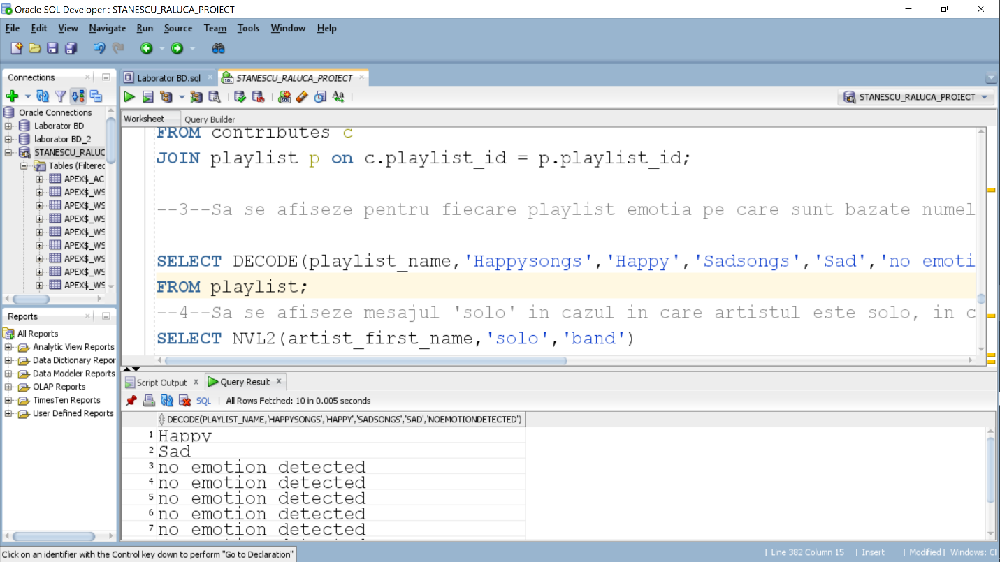 Oracle SQL Developer : STANESCU_RALUCA_PROIECT
File Edit View Navigate Run Source Team Tools Window Help
Connections
Oracle Connections
Laborator BD
laborator BD_2
STANESCU_RALUC
Tables (Filtered
APEX$_AC
APEX$_WS
APEX$_WS
APEX$_WS
APEX$_WS
APEX$_WS
APEX$_WS
APEX$_WS
APEX$_WS
Reports
All Reports
Analytic View Reports
Data Dictionary Repor
Data Modeler Reports
OLAP Reports
TimesTen Reports
User Defined Reports
Laborator BD.sql
STANESCU_RALUCA_PROIECT
STANESCU_RALUCA_PROIECT
Worksheet Query Builder
FROM contributes c
JOIN playlist p on c.playlist_id = p.playlist_id;
--3--Sa se afiseze pentru fiecare playlist emotia pe care sunt bazate numel
SELECT DECODE(playlist_name,'Happysongs','Happy','Sadsongs','Sad','no emoti
FROM playlist;
--4--Sa se afiseze mesajul 'solo' in cazul in care artistul este solo, in c
SELECT NVL2(artist_first_name,'solo','band')
Script Output x Query Result x
SQL | All Rows Fetched: 10 in 0.005 seconds
DECODE(PLAYLIST_NAME,'HAPPYSONGS','HAPPY','SADSONGS','SAD','NOEMOTIONDETECTED')
1 Happy
2 Sad
3 no emotion detected
4 no emotion detected
5 no emotion detected
6 no emotion detected
7 no emotion detected
Click on an identifier with the Control key down to perform "Go to Declaration"
| Line 382 Column 15 | Insert | Modified | Windows: Cl